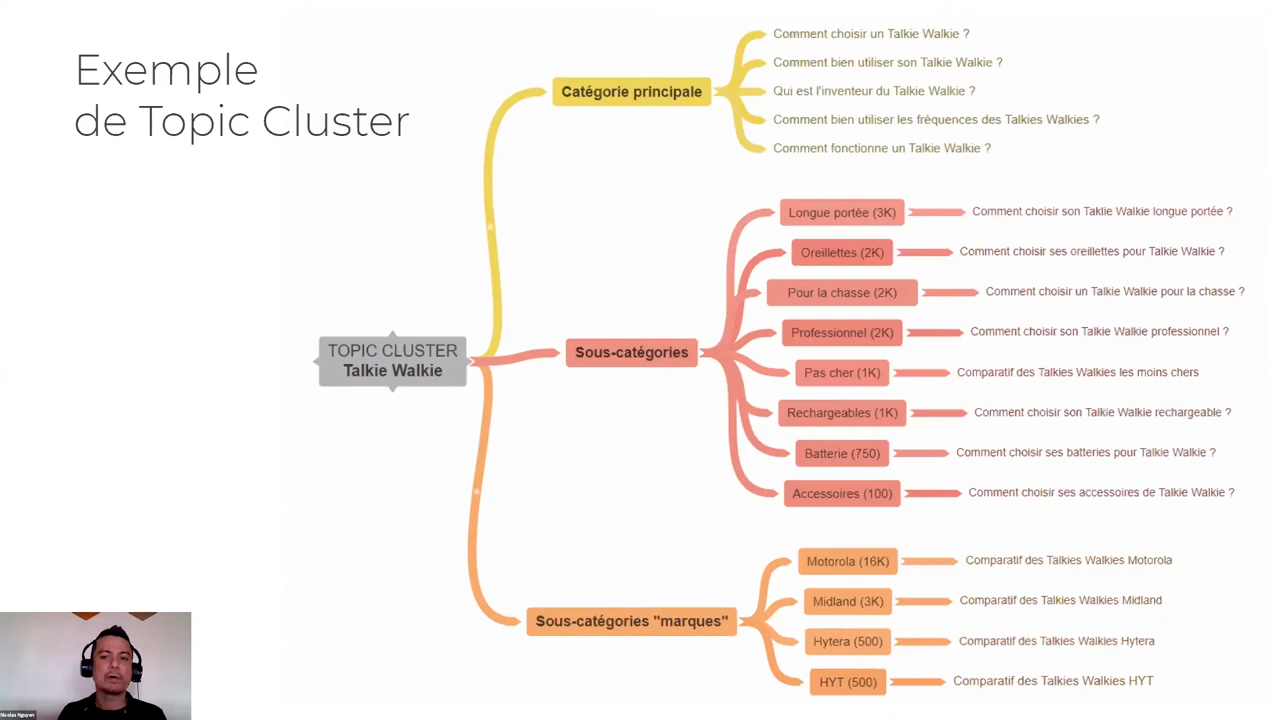 Exemple
de Topic Cluster
TOPIC CLUSTER
Talkie Walkie
Catégorie principale
Comment choisir un Talkie Walkie ?
Comment bien utiliser son Talkie Walkie ?
Qui est l'inventeur du Talkie Walkie ?
Comment bien utiliser les fréquences des Talkies Walkies ?
Comment fonctionne un Talkie Walkie ?
Sous-catégories
Longue portée (3K)
Comment choisir son Taklie Walkie longue portée ?
Oreillettes (2K)
Comment choisir ses oreillettes pour Talkie Walkie ?
Pour la chasse (2K)
Comment choisir un Talkie Walkie pour la chasse ?
Professionnel (2K)
Comment choisir son Talkie Walkie professionnel ?
Pas cher (1K)
Comparatif des Talkies Walkies les moins chers
Rechargeables (1K)
Comment choisir son Talkie Walkie rechargeable ?
Batterie (750)
Comment choisir ses batteries pour Talkie Walkie ?
Accessoires (100)
Comment choisir ses accessoires de Talkie Walkie ?
Sous-catégories "marques"
Motorola (16K)
Comparatif des Talkies Walkies Motorola
Midland (3K)
Comparatif des Talkies Walkies Midland
Hytera (500)
Comparatif des Talkies Walkies Hytera
HYT (500)
Comparatif des Talkies Walkies HYT
Nicolas Nguyen